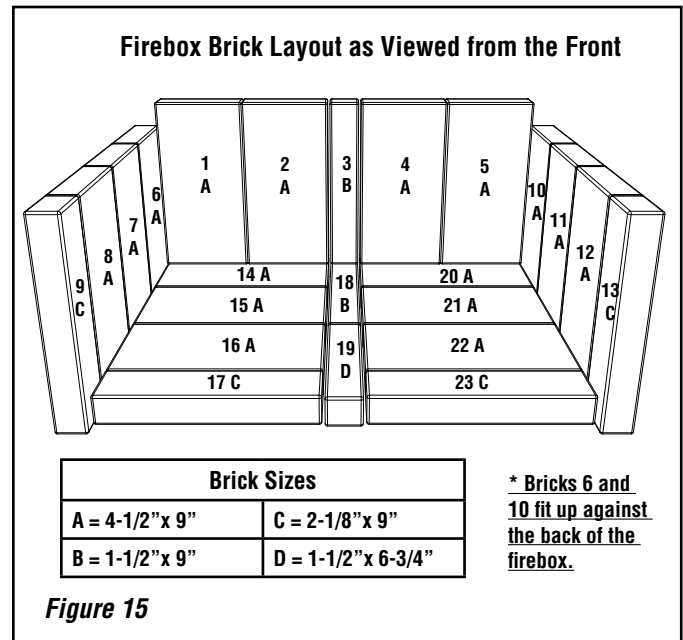 Firebox Brick Layout as Viewed from the Front
1 A
2 A
3 B
4 A
5 A
6 A
7 A
8 A
9 C
10 A
11 A
12 A
13 C
14 A
15 A
16 A
17 C
18 B
19 D
20 A
21 A
22 A
23 C
Brick Sizes
A = 4-1/2”x 9” C = 2-1/8”x 9”
B = 1-1/2”x 9” D = 1-1/2”x 6-3/4”
* Bricks 6 and
10 fit up against
the back of the
firebox.
Figure 15